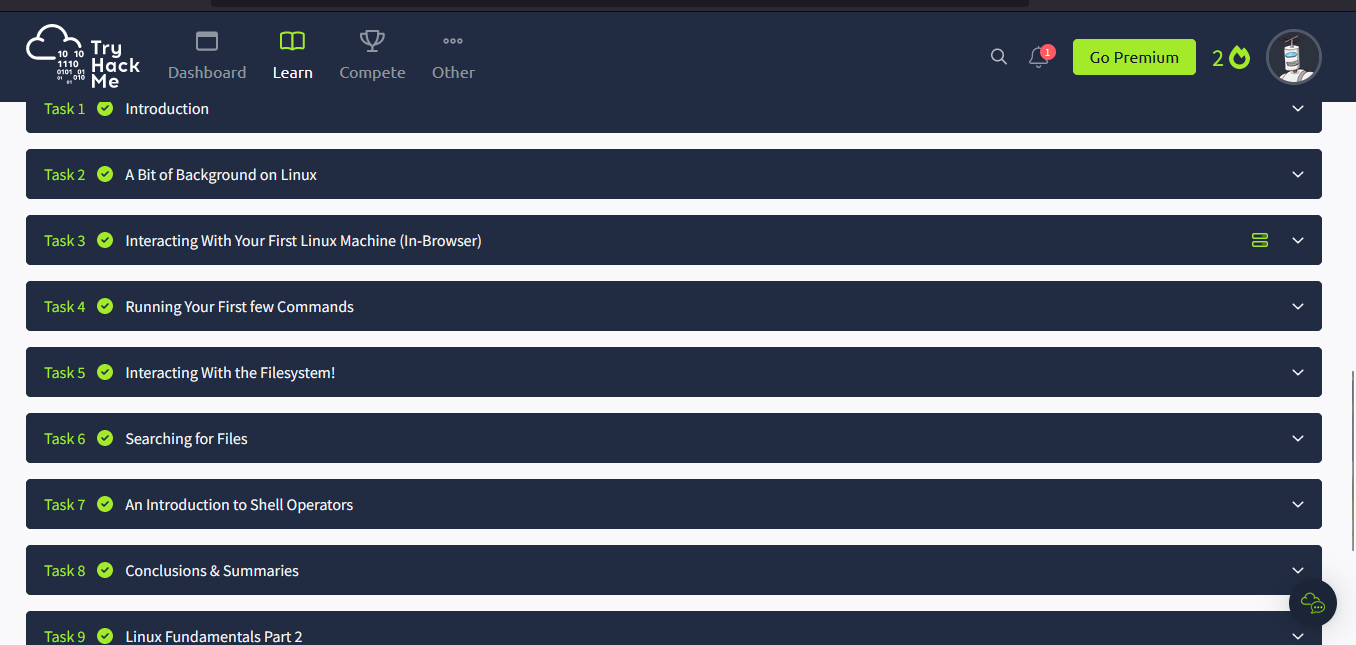 Try
Hack
Me
10 10
1110
0101 01
01 010
01
Dashboard
Learn
Compete
Other
1
Go Premium
2
Task 1 Introduction
Task 2 A Bit of Background on Linux
Task 3 Interacting With Your First Linux Machine (In-Browser)
Task 4 Running Your First few Commands
Task 5 Interacting With the Filesystem!
Task 6 Searching for Files
Task 7 An Introduction to Shell Operators
Task 8 Conclusions & Summaries
Task 9 Linux Fundamentals Part 2